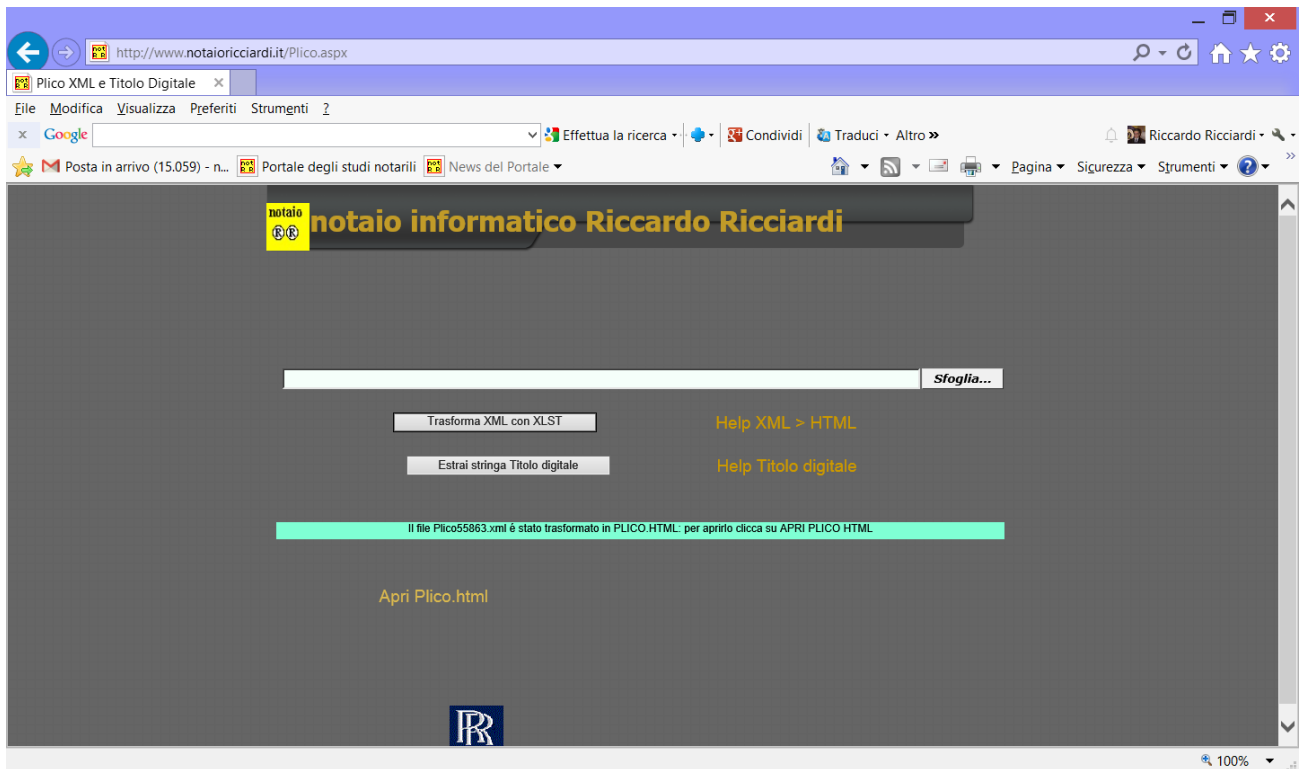 http://www.notaioricciardi.it/Plico.aspx
Plico XML e Titolo Digitale
File Modifica Visualizza Preferiti Strumenti ?
x Google Effettua la ricerca Condividi Traduci Altro » Riccardo Ricciardi
Posta in arrivo (15.059) - n... Portale degli studi notarili News del Portale Pagina Sicurezza Strumenti »
notaio
®®
notaio informatico Riccardo Ricciardi
Sfoglia...
Trasforma XML con XLST Help XML > HTML
Estrai stringa Titolo digitale Help Titolo digitale
Il file Plico55863.xml é stato trasformato in PLICO.HTML: per aprirlo clicca su APRI PLICO HTML
Apri Plico.html
RR
100%